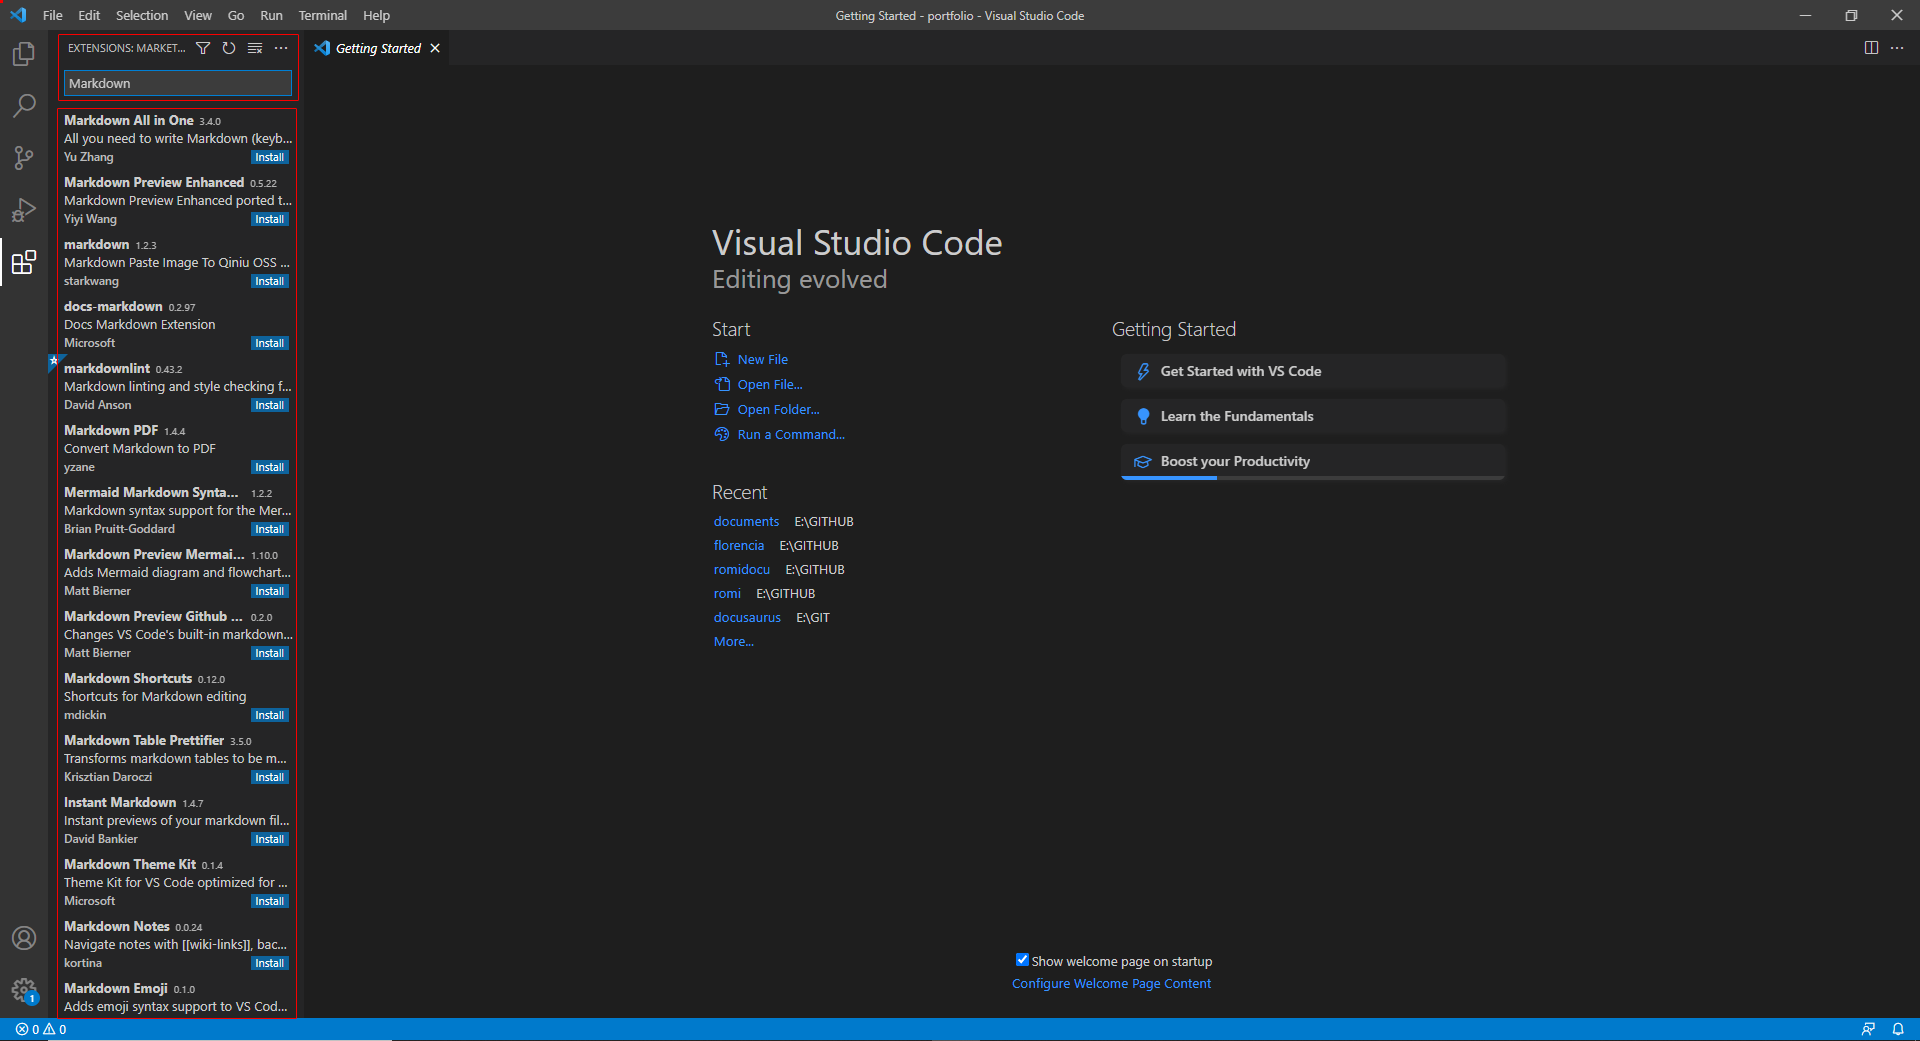 File Edit Selection View Go Run Terminal Help
Getting Started - portfolio - Visual Studio Code
EXTENSIONS: MARKET...
Markdown
Markdown All in One 3.4.0
All you need to write Markdown (keyb...
Yu Zhang Install
Markdown Preview Enhanced 0.5.22
Markdown Preview Enhanced ported t...
Yiyi Wang Install
markdown 1.2.3
Markdown Paste Image To Qiniu OSS ...
starkwang Install
docs-markdown 0.2.97
Docs Markdown Extension
Microsoft Install
markdownlint 0.43.2
Markdown linting and style checking f...
David Anson Install
Markdown PDF 1.4.4
Convert Markdown to PDF
yzane Install
Mermaid Markdown Synta... 1.2.2
Markdown syntax support for the Mer...
Brian Pruitt-Goddard Install
Markdown Preview Mermai... 1.10.0
Adds Mermaid diagram and flowchart...
Matt Bierner Install
Markdown Preview Github ... 0.2.0
Changes VS Code's built-in markdown...
Matt Bierner Install
Markdown Shortcuts 0.12.0
Shortcuts for Markdown editing
mdickin Install
Markdown Table Prettifier 3.5.0
Transforms markdown tables to be m...
Krisztian Daroczi Install
Instant Markdown 1.4.7
Instant previews of your markdown fil...
David Bankier Install
Markdown Theme Kit 0.1.4
Theme Kit for VS Code optimized for ...
Microsoft Install
Markdown Notes 0.0.24
Navigate notes with [[wiki-links]], bac...
kortina Install
Markdown Emoji 0.1.0
Adds emoji syntax support to VS Cod...
Getting Started
Visual Studio Code
Editing evolved
Start
New File
Open File...
Open Folder...
Run a Command...
Recent
documents E:\GITHUB
florencia E:\GITHUB
romidocu E:\GITHUB
romi E:\GITHUB
docusaurus E:\GIT
More...
Getting Started
Get Started with VS Code
Learn the Fundamentals
Boost your Productivity
Show welcome page on startup
Configure Welcome Page Content
1
0 0